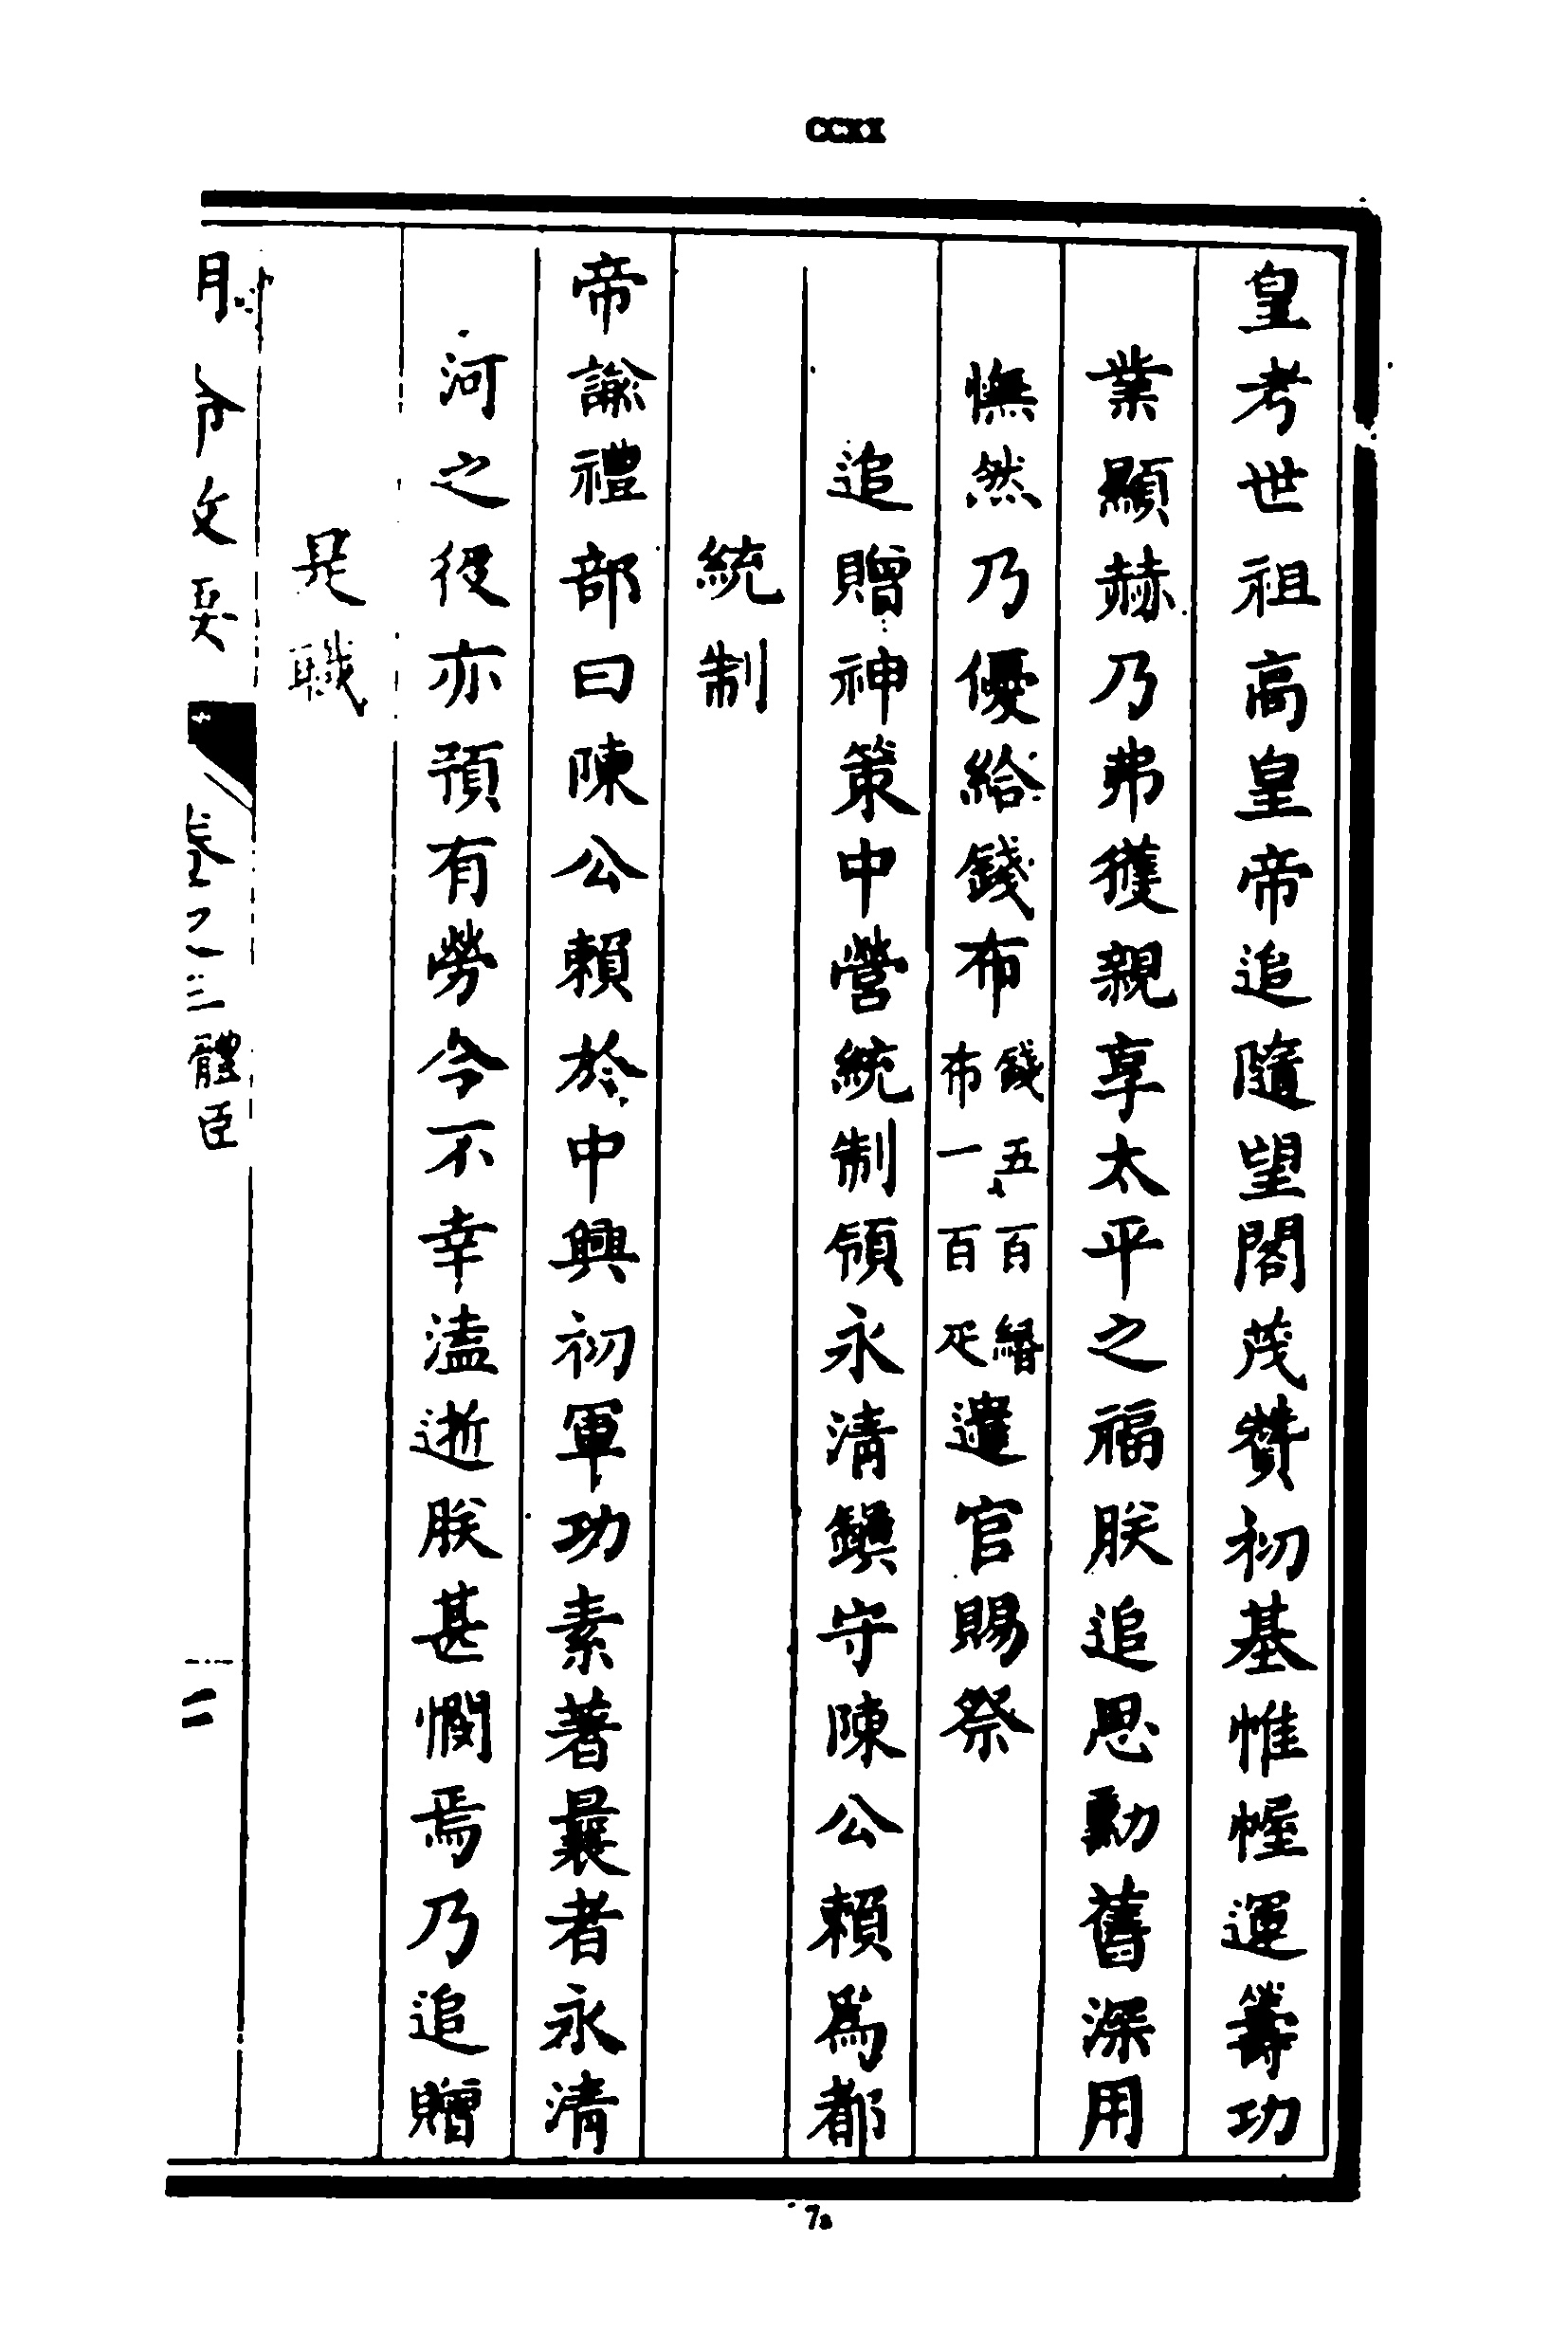 CCXX
皇考世祖高皇帝追隨望閣茂贊初基惟幄運籌功
業顯赫乃弗獲親享太平之福朕追思勳舊深用
憮然乃優給錢布錢五百緡布一百疋遣官賜祭
追贈神策中營統制領永清鎮守陳公賴爲都
統制
帝諭禮部曰陳公賴於中興初軍功素著曩者永清
河之役亦預有勞今不幸溘逝朕甚憫焉乃追贈
是職
明命政要 卷之三 體臣 二
7a